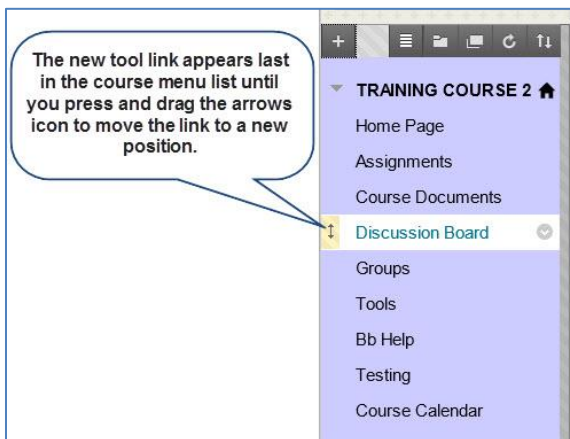 The new tool link appears last
in the course menu list until
you press and drag the arrows
icon to move the link to a new
position.
TRAINING COURSE 2
Home Page
Assignments
Course Documents
Discussion Board
Groups
Tools
Bb Help
Testing
Course Calendar